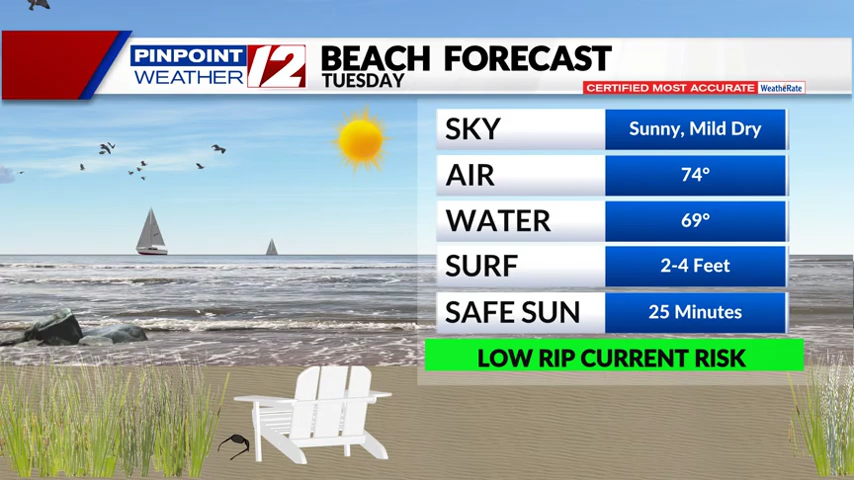 PINPOINT
WEATHER
12
BEACH FORECAST
TUESDAY
CERTIFIED MOST ACCURATE WeatheRate
SKY Sunny, Mild Dry
AIR 74°
WATER 69°
SURF 2-4 Feet
SAFE SUN 25 Minutes
LOW RIP CURRENT RISK